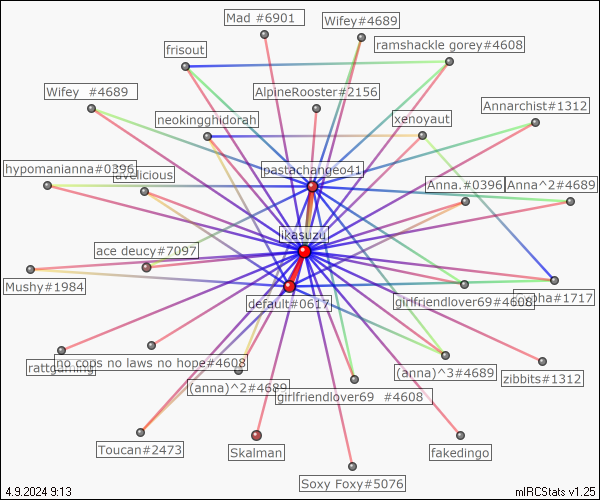 Mad #6901
Wifey#4689
frisout
ramshackle gorey#4608
Wifey #4689
AlpineRooster#2156
Annarchist#1312
neokingghidorah
xenoyaut
hypomanianna#0396
pastachangeo41
Anna.#0396
Anna^2#4689
ikasuzu
ace deucy#7097
Mushy#1984
default#0617
girlfriendlover69#4608
#1717
no cops no laws no hope#4608
(anna)^2#4689
(anna)^3#4689
zibbits#1312
girlfriendlover69 #4608
Toucan#2473
Skalman
fakedingo
Soxy Foxy#5076
4.9.2024 9:13
mIRCStats v1.25